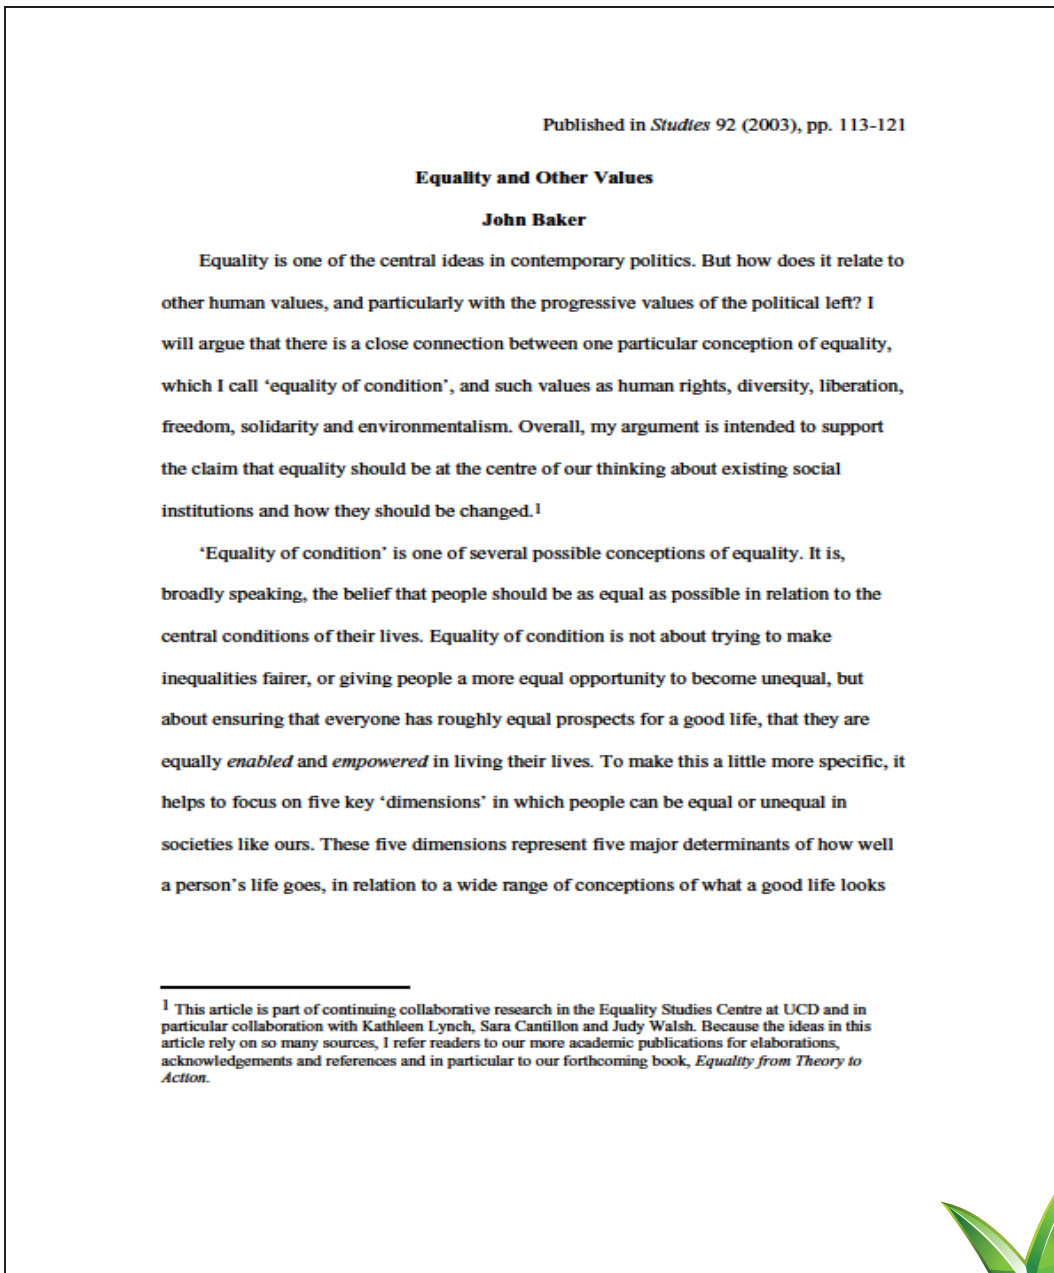 Published in Studies 92 (2003), pp. 113-121
Equality and Other Values
John Baker
Equality is one of the central ideas in contemporary politics. But how does it relate to
other human values, and particularly with the progressive values of the political left? I
will argue that there is a close connection between one particular conception of equality,
which I call ‘equality of condition’, and such values as human rights, diversity, liberation,
freedom, solidarity and environmentalism. Overall, my argument is intended to support
the claim that equality should be at the centre of our thinking about existing social
institutions and how they should be changed.1
‘Equality of condition’ is one of several possible conceptions of equality. It is,
broadly speaking, the belief that people should be as equal as possible in relation to the
central conditions of their lives. Equality of condition is not about trying to make
inequalities fairer, or giving people a more equal opportunity to become unequal, but
about ensuring that everyone has roughly equal prospects for a good life, that they are
equally enabled and empowered in living their lives. To make this a little more specific, it
helps to focus on five key ‘dimensions’ in which people can be equal or unequal in
societies like ours. These five dimensions represent five major determinants of how well
a person’s life goes, in relation to a wide range of conceptions of what a good life looks
1 This article is part of continuing collaborative research in the Equality Studies Centre at UCD and in
particular collaboration with Kathleen Lynch, Sara Cantillon and Judy Walsh. Because the ideas in this
article rely on so many sources, I refer readers to our more academic publications for elaborations,
acknowledgements and references and in particular to our forthcoming book, Equality from Theory to
Action.